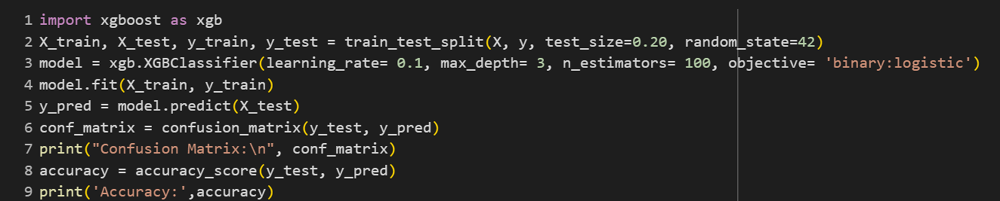 1 import xgboost as xgb
2 X_train, X_test, y_train, y_test = train_test_split(X, y, test_size=0.20, random_state=42)
3 model = xgb.XGBClassifier(learning_rate= 0.1, max_depth= 3, n_estimators= 100, objective= 'binary:logistic')
4 model.fit(X_train, y_train)
5 y_pred = model.predict(X_test)
6 conf_matrix = confusion_matrix(y_test, y_pred)
7 print("Confusion Matrix:\n", conf_matrix)
8 accuracy = accuracy_score(y_test, y_pred)
9 print('Accuracy:',accuracy)